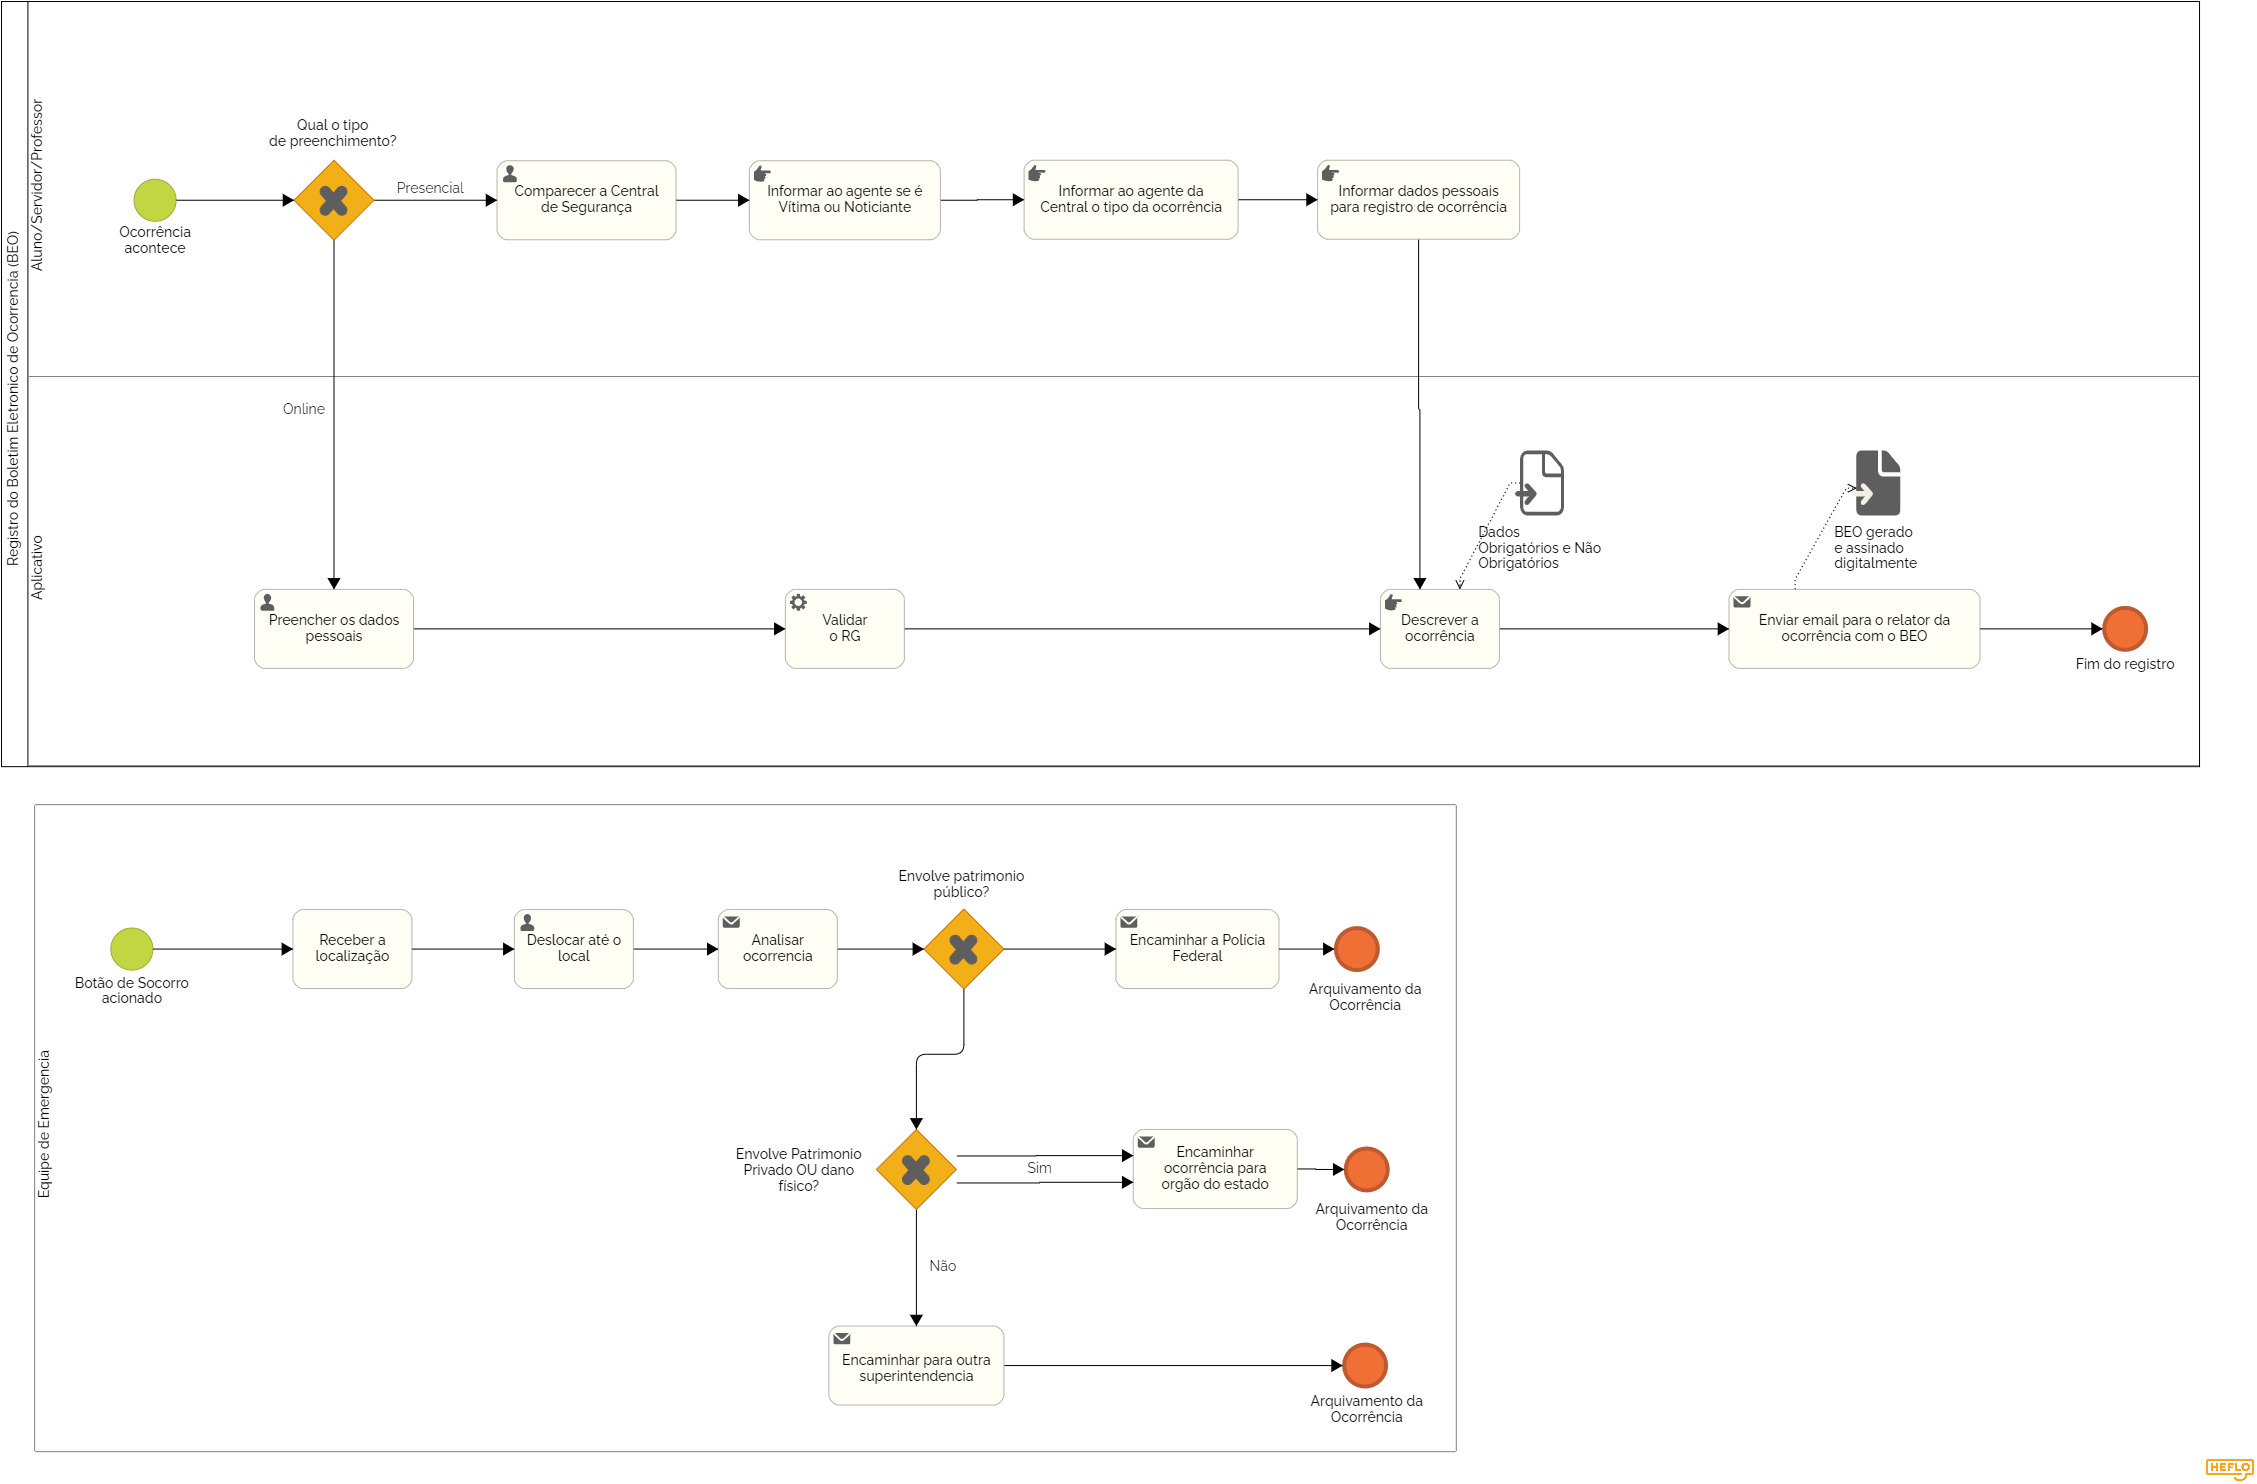 Registro do Boletim Eletronico de Ocorrencia (BEO)
Aluno/Servidor/Professor
Qual o tipo
de preenchimento?
Ocorrência
acontece
Presencial
Comparecer a Central
de Segurança
Informar ao agente se é
Vítima ou Noticiante
Informar ao agente da
Central o tipo da ocorrência
Informar dados pessoais
para registro de ocorrência
Aplicativo
Online
Preencher os dados
pessoais
Validar
o RG
Descrever a
ocorrência
Dados
Obrigatórios e Não
Obrigatórios
BEO gerado
e assinado
digitalmente
Enviar email para o relator da
ocorrência com o BEO
Fim do registro
Equipe de Emergencia
Botão de Socorro
acionado
Receber a
localização
Deslocar até o
local
Analisar
ocorrencia
Envolve patrimonio
público?
Encaminhar a Polícia
Federal
Arquivamento da
Ocorrência
Envolve Patrimonio
Privado OU dano
físico?
Sim
Encaminhar
ocorrência para
orgão do estado
Arquivamento da
Ocorrência
Não
Encaminhar para outra
superintendencia
Arquivamento da
Ocorrência
HEFLO